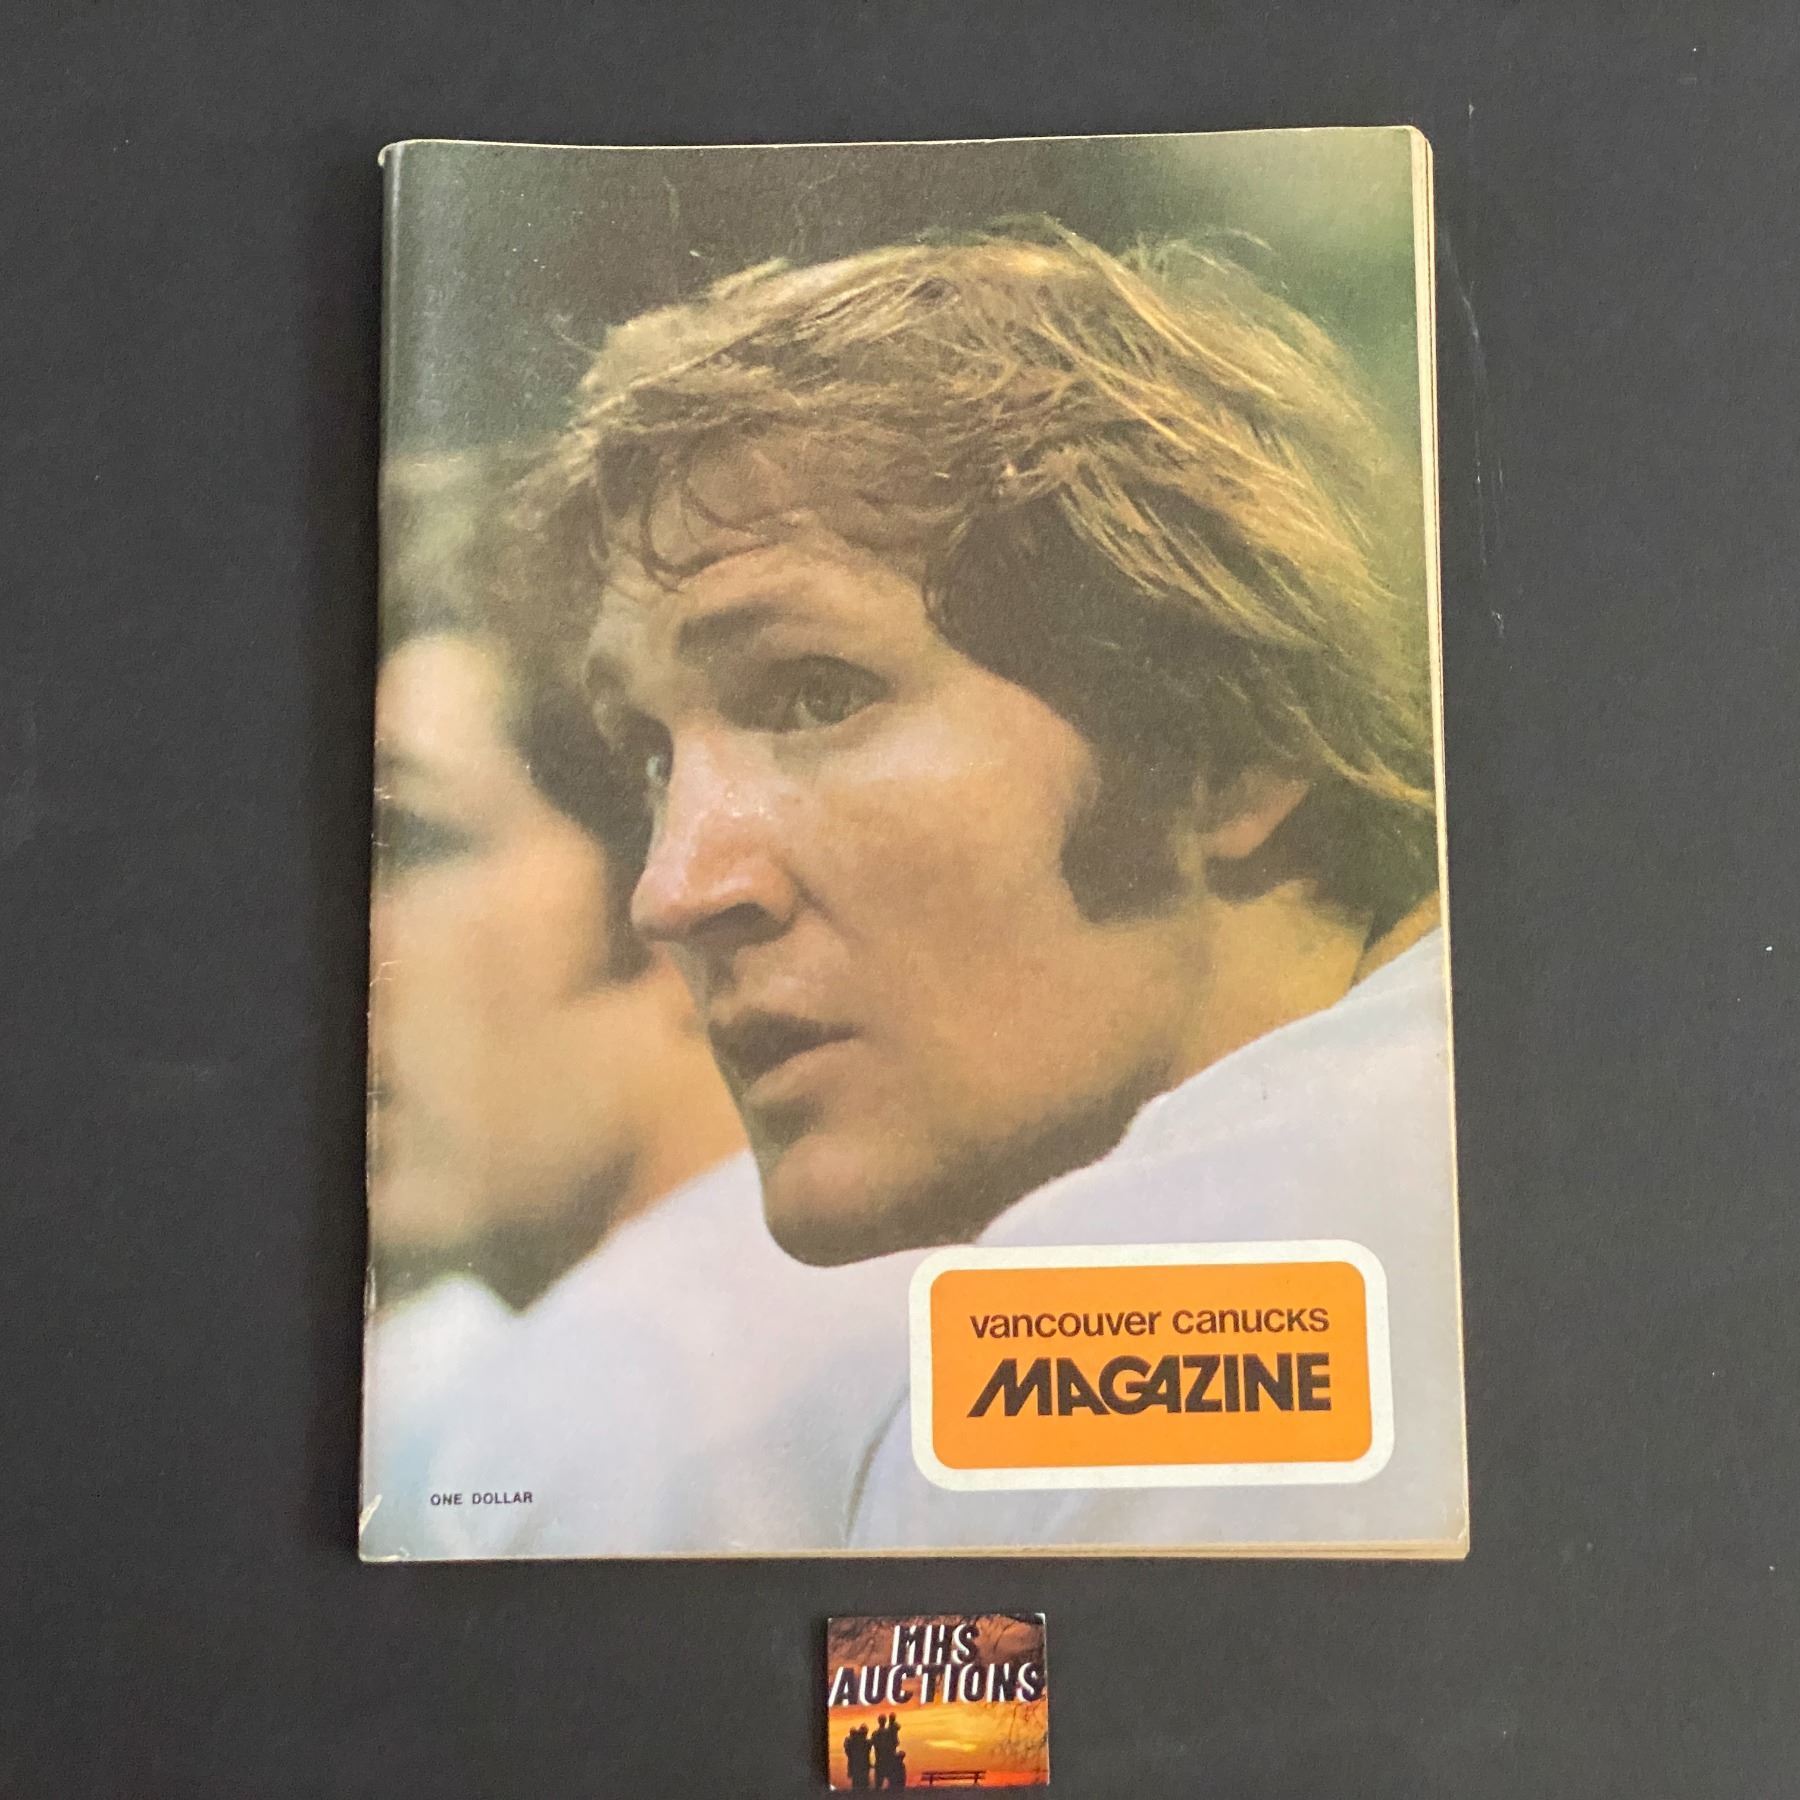 vancouver canucks
MAGAZINE
ONE DOLLAR
MHS
AUCTIONS